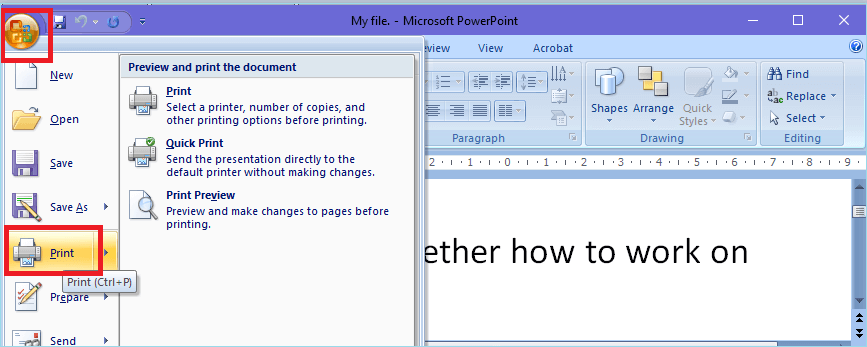 My file. - Microsoft PowerPoint
View Acrobat
New
Open
Save
Save As
Print
Print (Ctrl+P)
Prepare
Send
Preview and print the document
Print
Select a printer, number of copies, and
other printing options before printing.
Quick Print
Send the presentation directly to the
default printer without making changes.
Print Preview
Preview and make changes to pages before
printing.
Paragraph
Shapes
Arrange
Quick
Styles
Drawing
Find
Replace
Select
Editing
2 1 0 1 2 3 4 5 6 7 8 9
ether how to work on